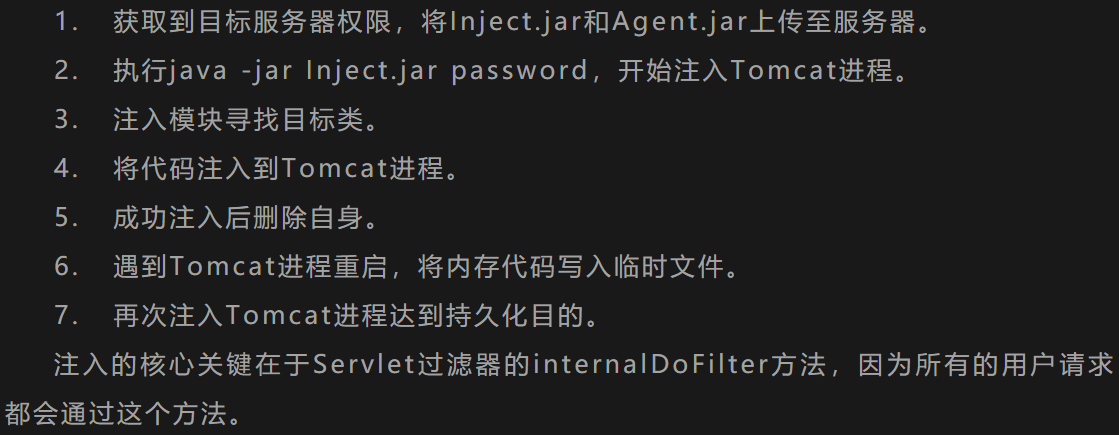 1. 获取到目标服务器权限，将Inject.jar和Agent.jar上传至服务器。
2. 执行java -jar Inject.jar password，开始注入Tomcat进程。
3. 注入模块寻找目标类。
4. 将代码注入到Tomcat进程。
5. 成功注入后删除自身。
6. 遇到Tomcat进程重启，将内存代码写入临时文件。
7. 再次注入Tomcat进程达到持久化目的。
注入的核心关键在于Servlet过滤器的internalDoFilter方法，因为所有的用户请求
都会通过这个方法。